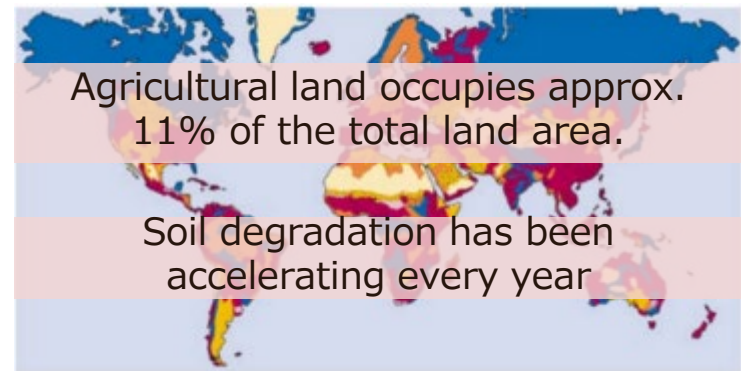 Agricultural land occupies approx.
11% of the total land area.
Soil degradation has been
accelerating every year